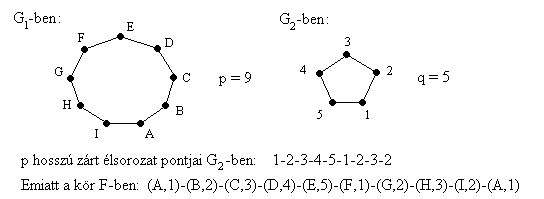 G₁-ben:
G₂-ben:
E
F
D
G
C
H
B
I
A
p = 9
3
4
2
5
1
q = 5
p hosszú zárt élsorozat pontjai G₂-ben: 1-2-3-4-5-1-2-3-2
Emiatt a kör F-ben: (A,1)-(B,2)-(C,3)-(D,4)-(E,5)-(F,1)-(G,2)-(H,3)-(I,2)-(A,1)